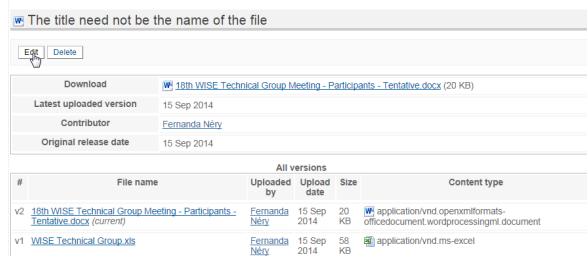 The title need not be the name of the file
Edit Delete
Download 18th WISE Technical Group Meeting - Participants - Tentative.docx (20 KB)
Latest uploaded version 15 Sep 2014
Contributor Fernanda Néry
Original release date 15 Sep 2014
All versions
# File name Uploaded by Upload date Size Content type
v2 18th WISE Technical Group Meeting - Participants - Tentative.docx (current) Fernanda Néry 15 Sep 2014 20 KB application/vnd.openxmlformats-officedocument.wordprocessingml.document
v1 WISE Technical Group.xls Fernanda Néry 15 Sep 2014 58 KB application/vnd.ms-excel